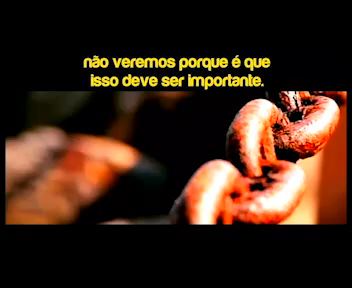 não veremos porque é que
isso deve ser importante.